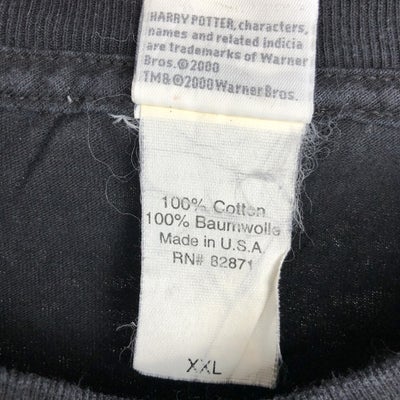 HARRY POTTER, characters,
names and related indicia
are trademarks of Warner
Bros. ©2000
TM&©2000 Warner Bros.
100% Cotton
100% Baumwolle
Made in U.S.A.
RN# 82871
XXL